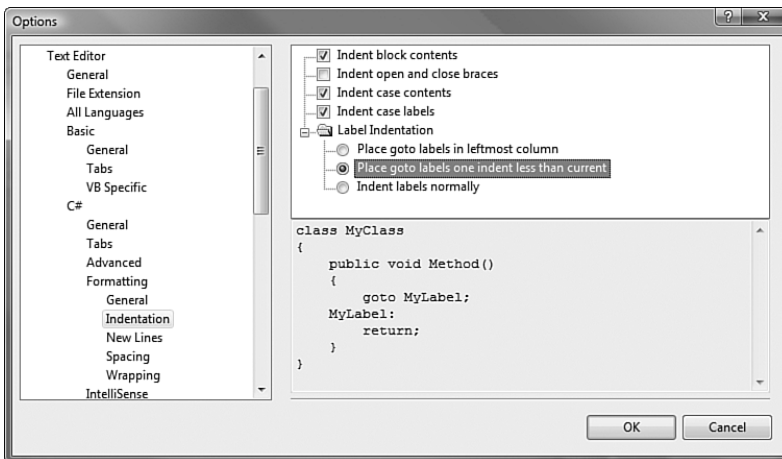 Options
Text Editor
General
File Extension
All Languages
Basic
General
Tabs
VB Specific
C#
General
Tabs
Advanced
Formatting
General
Indentation
New Lines
Spacing
Wrapping
IntelliSense
Indent block contents
Indent open and close braces
Indent case contents
Indent case labels
Label Indentation
Place goto labels in leftmost column
Place goto labels one indent less than current
Indent labels normally
class MyClass
{
    public void Method()
    {
        goto MyLabel;
    MyLabel:
        return;
    }
}
OK
Cancel